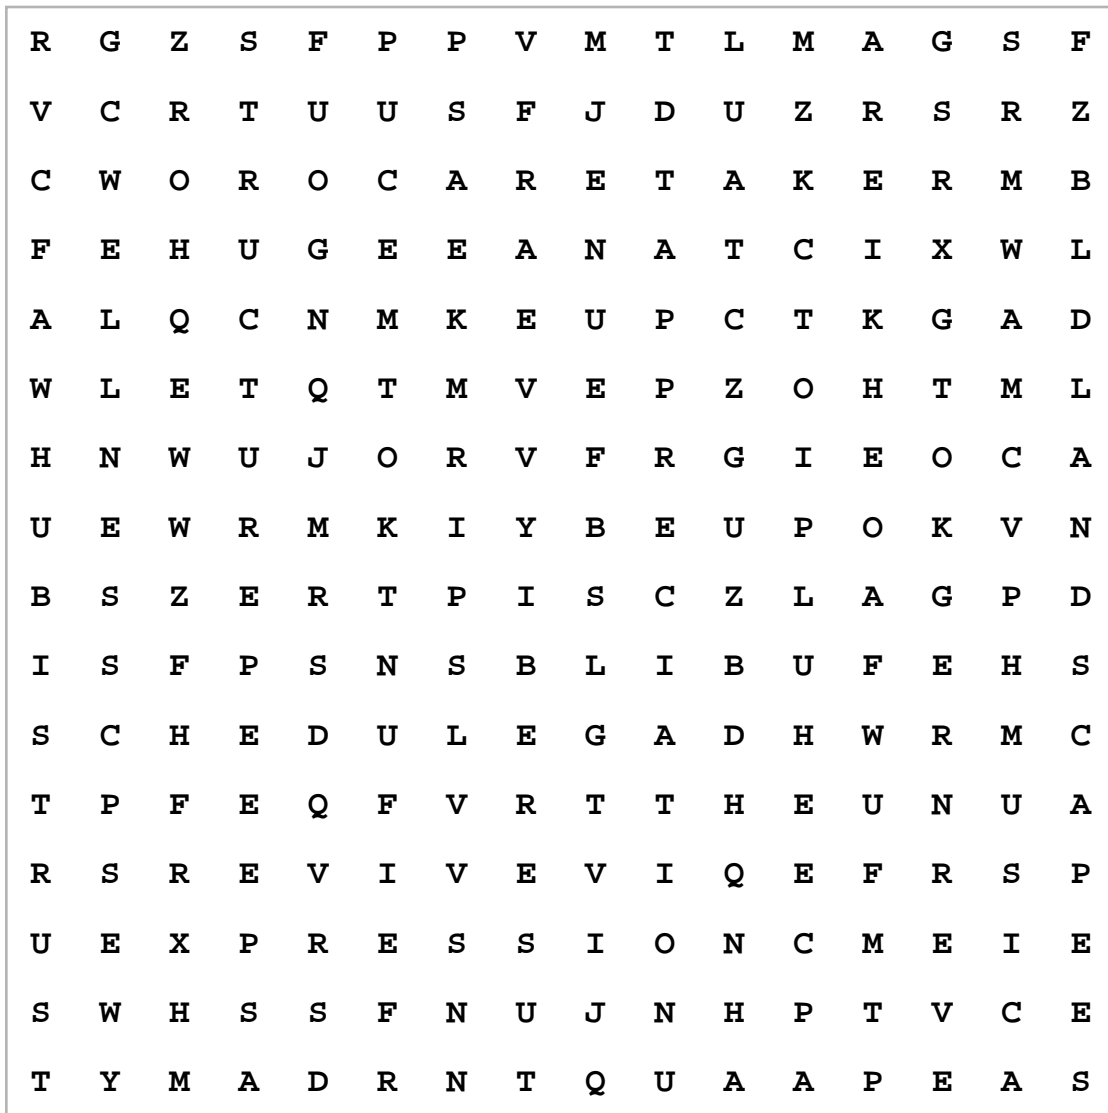 R G Z S F P P V M T L M A G S F
V C R T U U S F J D U Z R S R Z
C W O R O C A R E T A K E R M B
F E H U G E E A N A T C I X W L
A L Q C N M K E U P C T K G A D
W L E T Q T M V E P Z O H T M L
H N W U J O R V F R G I E O C A
U E W R M K I Y B E U P O K V N
B S Z E R T P I S C Z L A G P D
I S F P S N S B L I B U F E H S
S C H E D U L E G A D H W R M C
T P F E Q F V R T T H E U N U A
R S R E V I V E V I Q E F R S P
U E X P R E S S I O N C M E I E
S W H S S F N U J N H P T V C E
T Y M A D R N T Q U A A P E A S